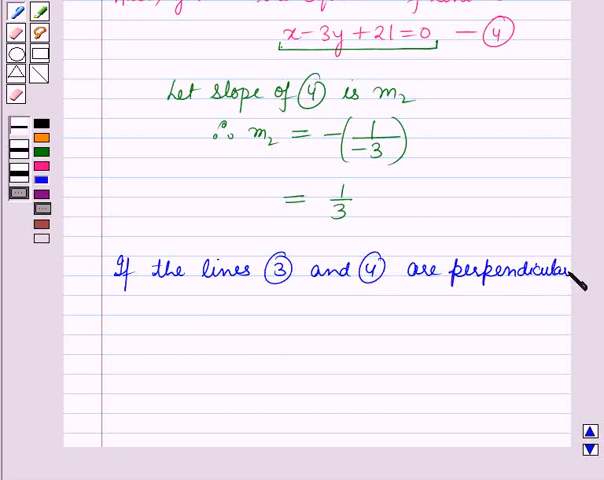 x - 3y + 21 = 0 — (4)
Let slope of (4) is m₂
∴ m₂ = -(1/-3)
= 1/3
If the lines (3) and (4) are perpendicular